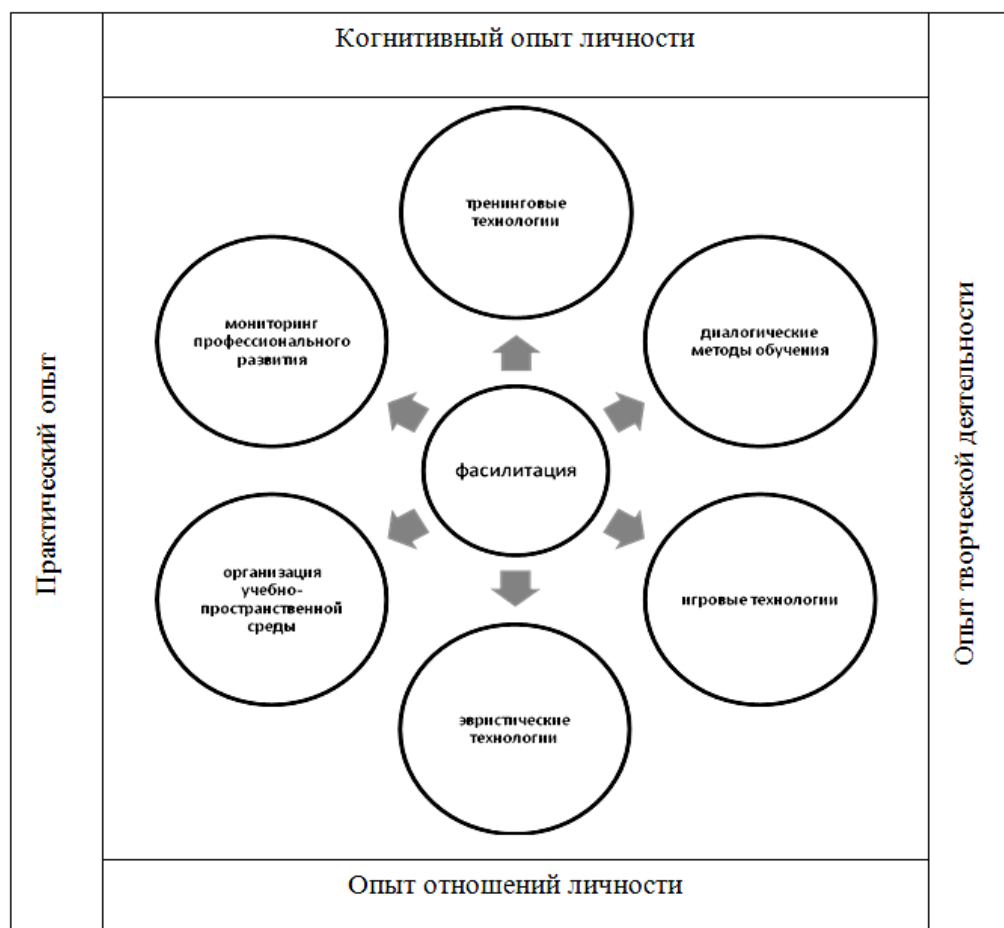 Когнитивный опыт личности
тренинговые
технологии
мониторинг
профессионального
развития
диалогические
методы обучения
Практический опыт
фасилитация
Опыт творческой деятельности
организация
учебно-
пространственной
среды
игровые технологии
эвристические
технологии
Опыт отношений личности